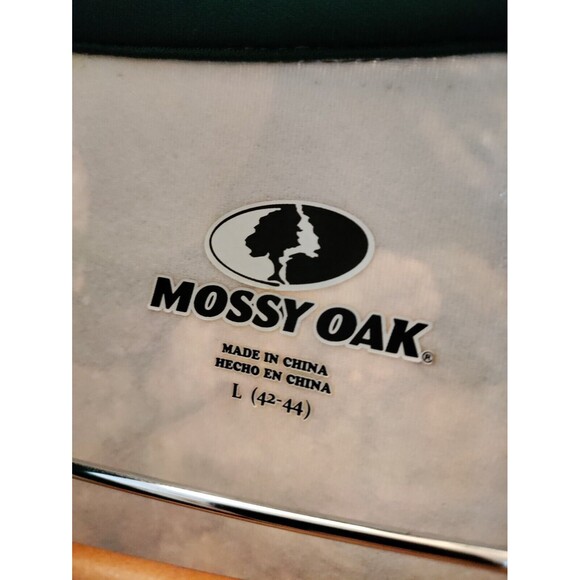 MOSSY OAK®
MADE IN CHINA
HECHO EN CHINA
L (42-44)